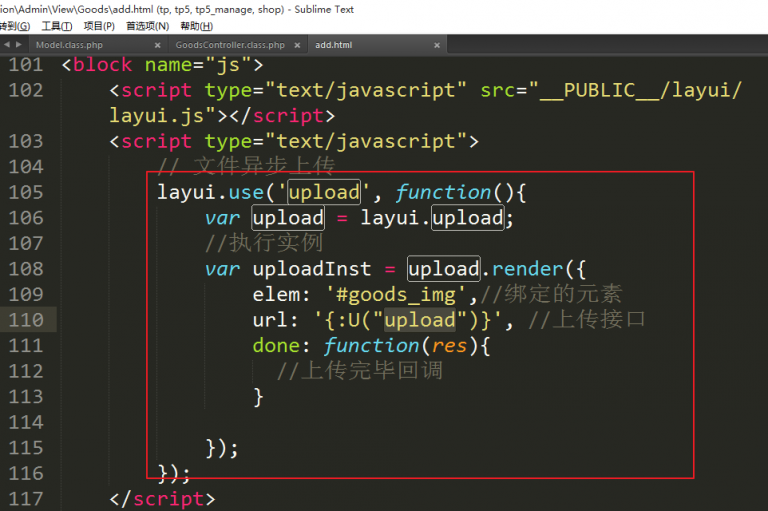 ion\Admin\View\Goods\add.html (tp, tp5, tp5_manage, shop) - Sublime Text
转到(G) 工具(T) 项目(P) 首选项(N) 帮助(H)
Model.class.php × GoodsController.class.php × add.html ×
101 <block name="js">
102 <script type="text/javascript" src="__PUBLIC__/layui/
layui.js"></script>
103 <script type="text/javascript">
104 // 文件异步上传
105 layui.use('upload', function(){
106 var upload = layui.upload;
107 //执行实例
108 var uploadInst = upload.render({
109 elem: '#goods_img',//绑定的元素
110 url: '{:U("upload")}', //上传接口
111 done: function(res){
112 //上传完毕回调
113 }
114
115 });
116 });
117 </script>